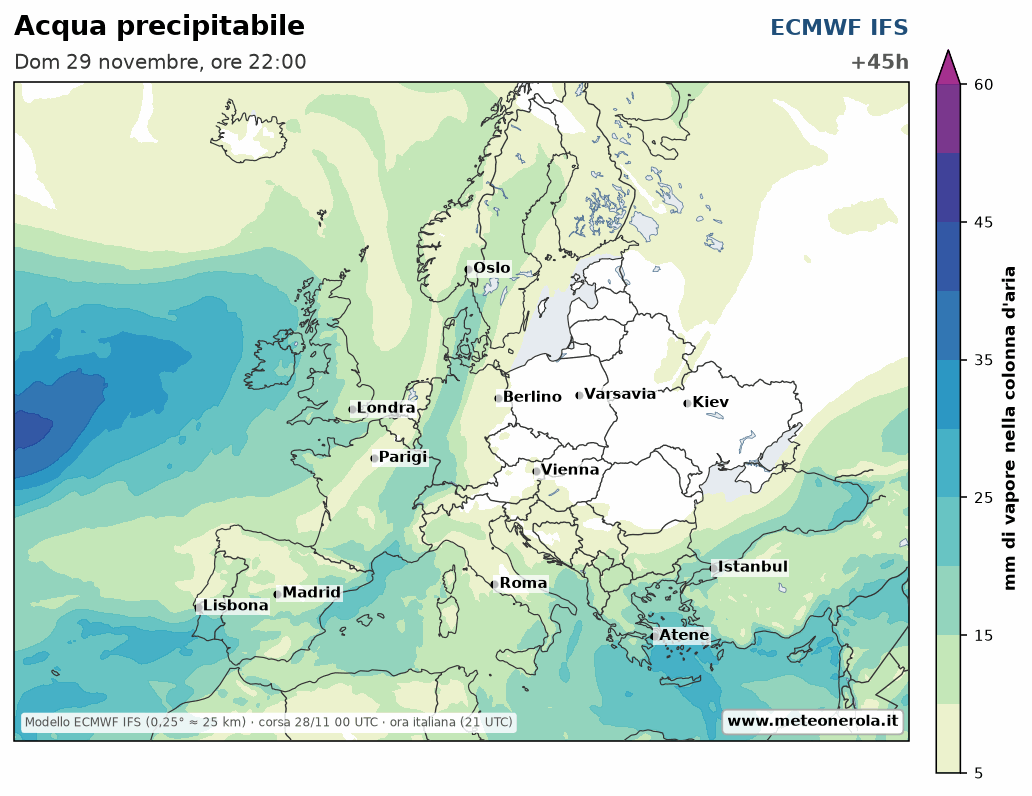 Acqua precipitabile
ECMWF IFS
Dom 29 novembre, ore 22:00
+45h
60
45
35
25
15
5
mm di vapore nella colonna d'aria
Oslo
Berlino
Varsavia
Kiev
Londra
Parigi
Vienna
Istanbul
Roma
Madrid
Lisbona
Atene
Modello ECMWF IFS (0,25° ≈ 25 km) · corsa 28/11 00 UTC · ora italiana (21 UTC)
www.meteonerola.it